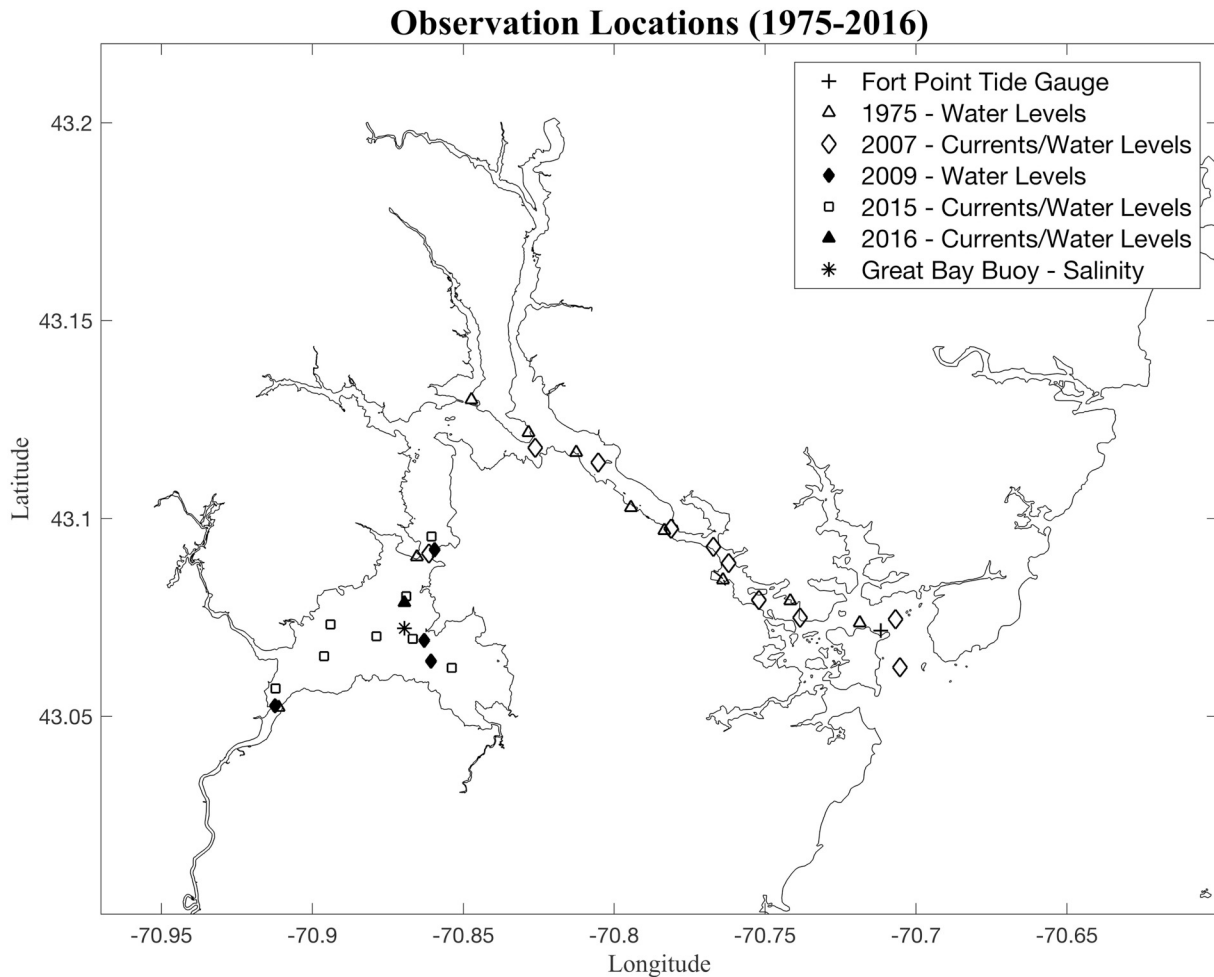 Observation Locations (1975-2016)
+ Fort Point Tide Gauge
△ 1975 - Water Levels
◇ 2007 - Currents/Water Levels
◆ 2009 - Water Levels
□ 2015 - Currents/Water Levels
▲ 2016 - Currents/Water Levels
✳ Great Bay Buoy - Salinity
43.2
43.15
43.1
43.05
Latitude
-70.95 -70.9 -70.85 -70.8 -70.75 -70.7 -70.65
Longitude